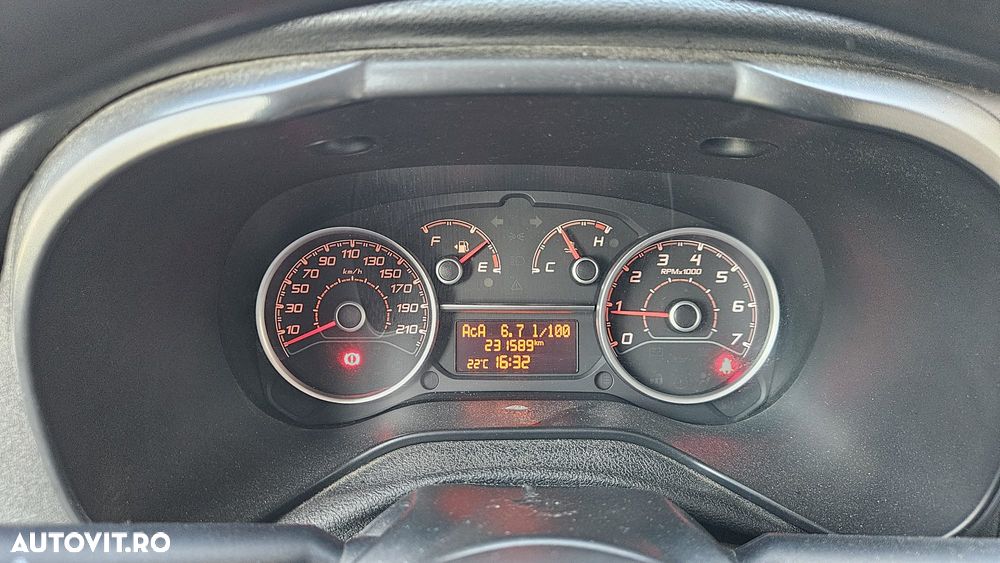 10 30 50 70 90 110 130 150 170 190 210
km/h
F E
C H
0 1 2 3 4 5 6 7
RPMx1000
AcA 6.7 l/100
231589km
22°C 16:32
AUTOVIT.RO